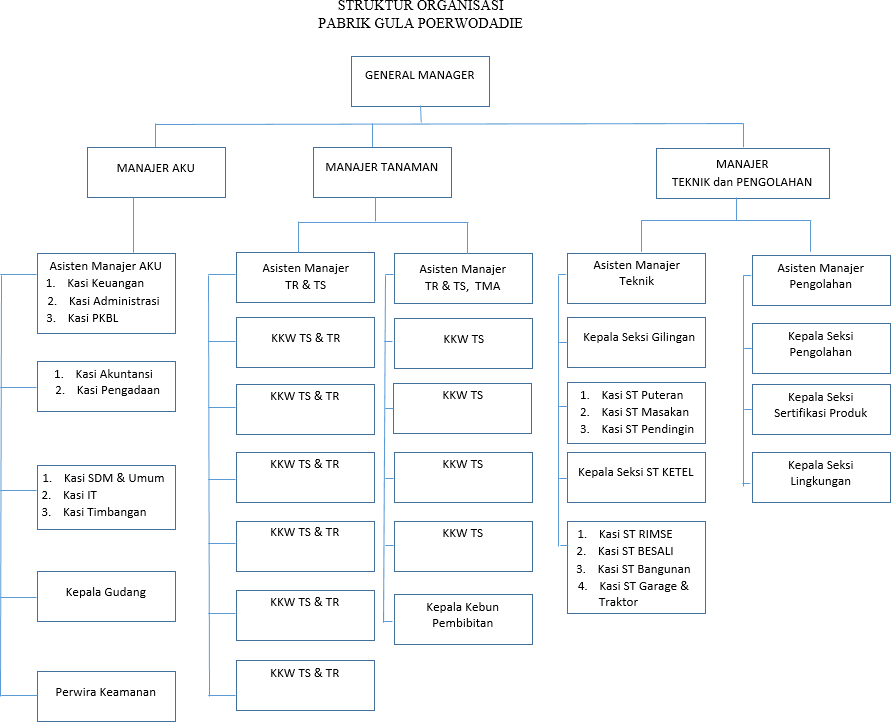 STRUKTUR ORGANISASI
PABRIK GULA POERWODADIE
GENERAL MANAGER
MANAJER AKU
MANAJER TANAMAN
MANAJER
TEKNIK dan PENGOLAHAN
Asisten Manajer AKU
1. Kasi Keuangan
2. Kasi Administrasi
3. Kasi PKBL
1. Kasi Akuntansi
2. Kasi Pengadaan
1. Kasi SDM & Umum
2. Kasi IT
3. Kasi Timbangan
Kepala Gudang
Perwira Keamanan
Asisten Manajer
TR & TS
KKW TS & TR
KKW TS & TR
KKW TS & TR
KKW TS & TR
KKW TS & TR
KKW TS & TR
Asisten Manajer
TR & TS, TMA
KKW TS
KKW TS
KKW TS
KKW TS
Kepala Kebun
Pembibitan
Asisten Manajer
Teknik
Kepala Seksi Gilingan
1. Kasi ST Puteran
2. Kasi ST Masakan
3. Kasi ST Pendingin
Kepala Seksi ST KETEL
1. Kasi ST RIMSE
2. Kasi ST BESALI
3. Kasi ST Bangunan
4. Kasi ST Garage &
Traktor
Asisten Manajer
Pengolahan
Kepala Seksi
Pengolahan
Kepala Seksi
Sertifikasi Produk
Kepala Seksi
Lingkungan